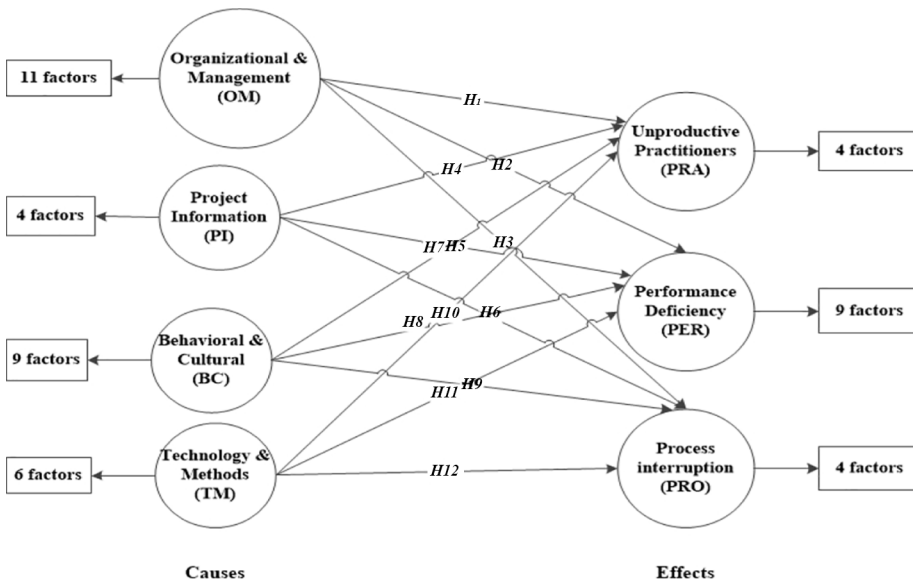 Organizational &
Management
(OM)
11 factors
H1
Unproductive
Practitioners
(PRA)
4 factors
H4
H2
Project
Information
(PI)
4 factors
H7
H5
H3
Performance
Deficiency
(PER)
9 factors
H10
H6
H8
Behavioral &
Cultural
(BC)
9 factors
H9
H11
Technology &
Methods
(TM)
6 factors
H12
Process
interruption
(PRO)
4 factors
Causes
Effects